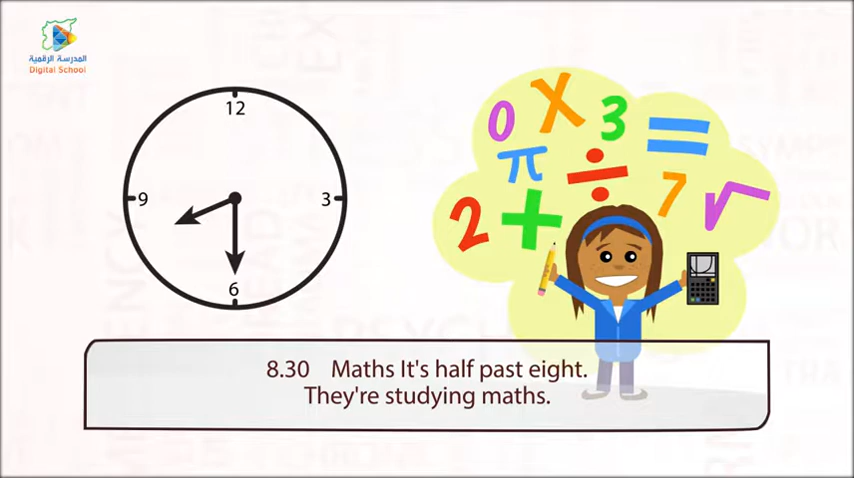 المدرسة الرقمية
Digital School
12
9
3
6
0 X 3 =
π ÷ 7 √
2 +
8.30 Maths It's half past eight.
They're studying maths.